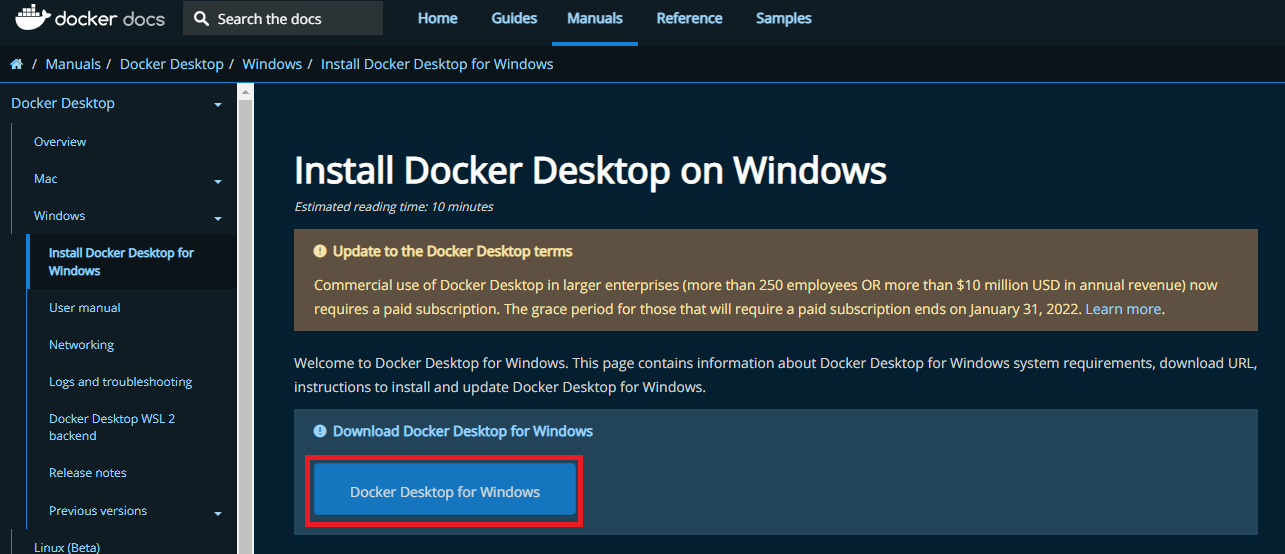 docker docs
Search the docs
Home
Guides
Manuals
Reference
Samples
/ Manuals / Docker Desktop / Windows / Install Docker Desktop for Windows
Docker Desktop
Overview
Mac
Windows
Install Docker Desktop for
Windows
User manual
Networking
Logs and troubleshooting
Docker Desktop WSL 2
backend
Release notes
Previous versions
Linux (Beta)
Install Docker Desktop on Windows
Estimated reading time: 10 minutes
Update to the Docker Desktop terms
Commercial use of Docker Desktop in larger enterprises (more than 250 employees OR more than $10 million USD in annual revenue) now
requires a paid subscription. The grace period for those that will require a paid subscription ends on January 31, 2022. Learn more.
Welcome to Docker Desktop for Windows. This page contains information about Docker Desktop for Windows system requirements, download URL,
instructions to install and update Docker Desktop for Windows.
Download Docker Desktop for Windows
Docker Desktop for Windows